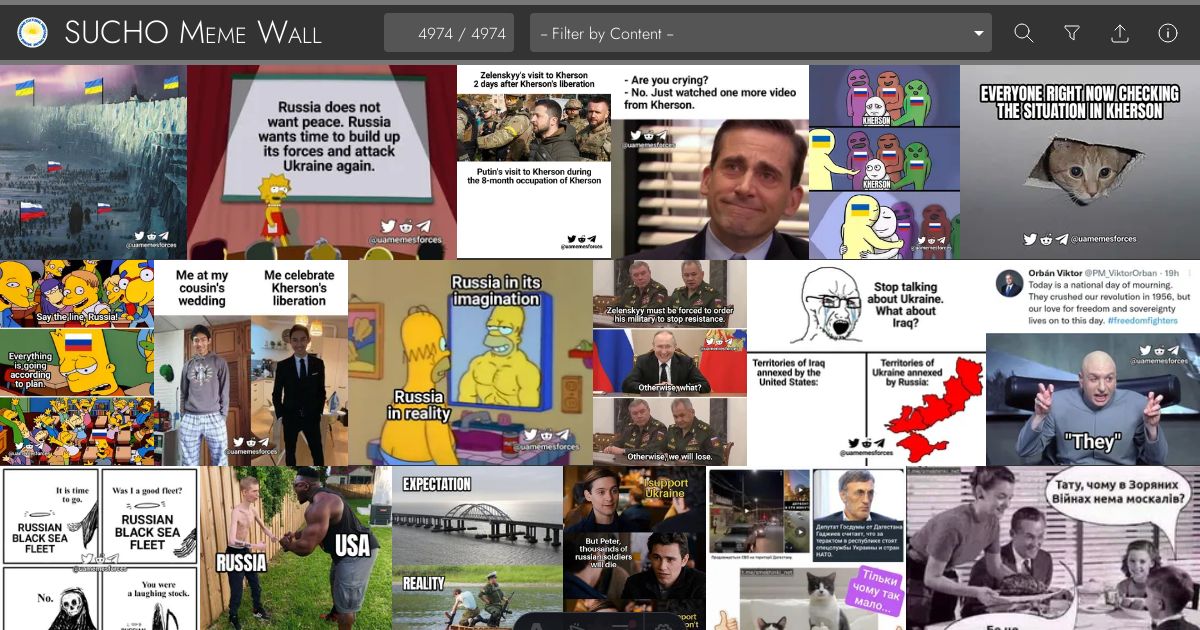 SUCHO Meme Wall
4974 / 4974
-- Filter by Content --
@uamemesforces
Russia does not
want peace. Russia
wants time to build up
its forces and attack
Ukraine again.
@uamemesforces
Zelenskyy's visit to Kherson
2 days after Kherson's liberation
Putin's visit to Kherson during
the 8-month occupation of Kherson
@uamemesforces
- Are you crying?
- No. Just watched one more video
from Kherson.
@uamemesforces
KHERSON
KHERSON
@uamemesforces
EVERYONE RIGHT NOW CHECKING
THE SITUATION IN KHERSON
@uamemesforces
Say the line, Russia!
Everything
is going
according
to plan.
@uamemesforces
Me at my
cousin's
wedding
Me celebrate
Kherson's
liberation
@uamemesforces
Russia in its
imagination
Russia
in reality
@uamemesforces
Zelenskyy must be forced to order
his military to stop resistance.
@uamemesforces
Otherwise, what?
Otherwise, we will lose.
Stop talking
about Ukraine.
What about
Iraq?
Territories of Iraq
annexed by the
United States:
Territories of
Ukraine annexed
by Russia:
@uamemesforces
Orbán Viktor @PM_ViktorOrban · 19h
Today is a national day of mourning.
They crushed our revolution in 1956, but
our love for freedom and sovereignty
lives on to this day. #freedomfighters
@uamemesforces
"They"
It is time
to go.
RUSSIAN
BLACK SEA
FLEET
Was I a good fleet?
RUSSIAN
BLACK SEA
FLEET
@uamemesforces
No.
You were
a laughing stock.
RUSSIA
USA
EXPECTATION
REALITY
I support
Ukraine
But Peter,
thousands of
russian soldiers
will die
Продовжується СВО на території Дагестану.
Депутат Госдумы от Дагестана
Гаджиев считает, что за
терактом в республике стоят
спецслужбы Украины и стран
НАТО.
Тільки
чому так
мало...
Тату, чому в Зоряних
Війнах нема москалів?